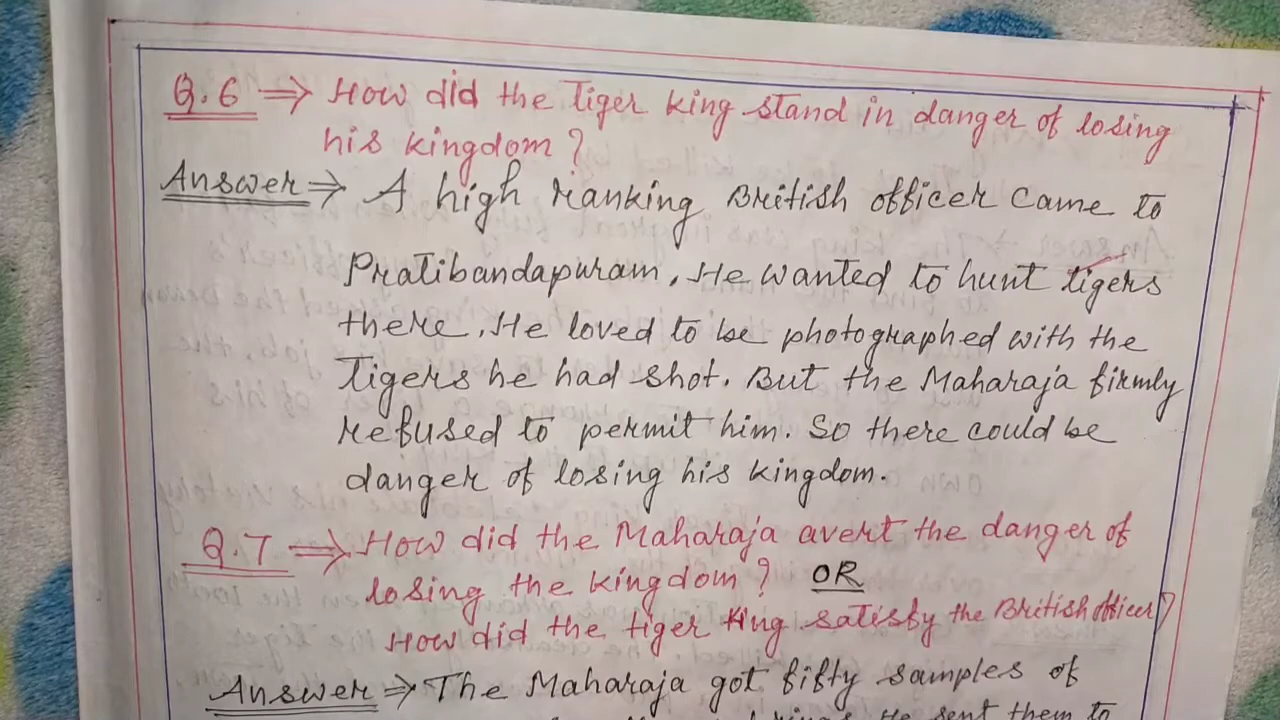 Q.6 ⇒ How did the Tiger king stand in danger of losing
his kingdom?
Answer ⇒ A high ranking British officer came to
Pratibandapuram. He wanted to hunt tigers
there. He loved to be photographed with the
Tigers he had shot. But the Maharaja firmly
refused to permit him. So there could be
danger of losing his kingdom.
Q.7 ⇒ How did the Maharaja avert the danger of
losing the kingdom? OR
How did the tiger king satisfy the British officer?
Answer ⇒ The Maharaja got fifty samples of
He sent them to